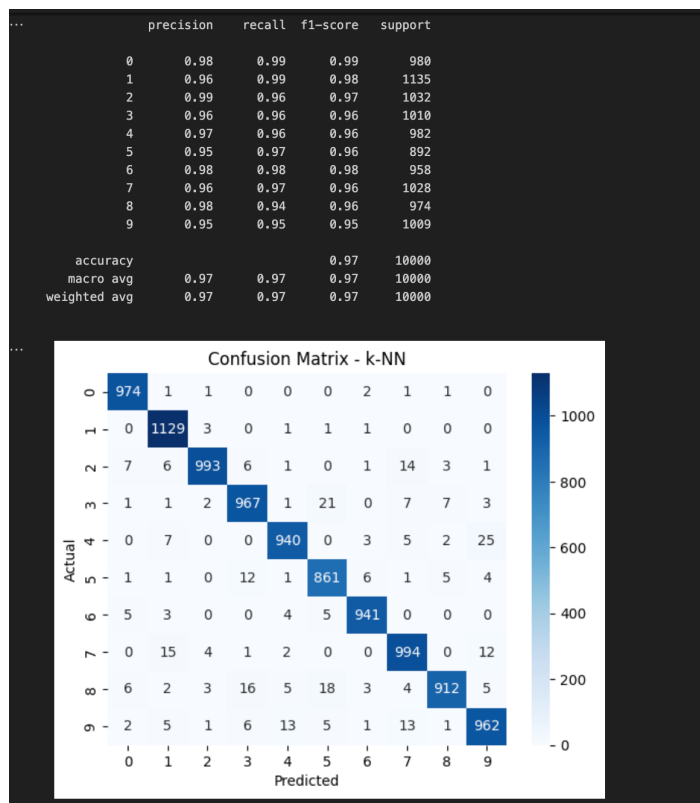 ...
precision recall f1-score support
0 0.98 0.99 0.99 980
1 0.96 0.99 0.98 1135
2 0.99 0.96 0.97 1032
3 0.96 0.96 0.96 1010
4 0.97 0.96 0.96 982
5 0.95 0.97 0.96 892
6 0.98 0.98 0.98 958
7 0.96 0.97 0.96 1028
8 0.98 0.94 0.96 974
9 0.95 0.95 0.95 1009
accuracy 0.97 10000
macro avg 0.97 0.97 0.97 10000
weighted avg 0.97 0.97 0.97 10000
...
Confusion Matrix - k-NN
0 974 1 1 0 0 0 2 1 1 0
1 0 1129 3 0 1 1 1 0 0 0
2 7 6 993 6 1 0 1 14 3 1
3 1 1 2 967 1 21 0 7 7 3
4 0 7 0 0 940 0 3 5 2 25
5 1 1 0 12 1 861 6 1 5 4
6 5 3 0 0 4 5 941 0 0 0
7 0 15 4 1 2 0 0 994 0 12
8 6 2 3 16 5 18 3 4 912 5
9 2 5 1 6 13 5 1 13 1 962
0 1 2 3 4 5 6 7 8 9
Actual
Predicted
1000
800
600
400
200
0